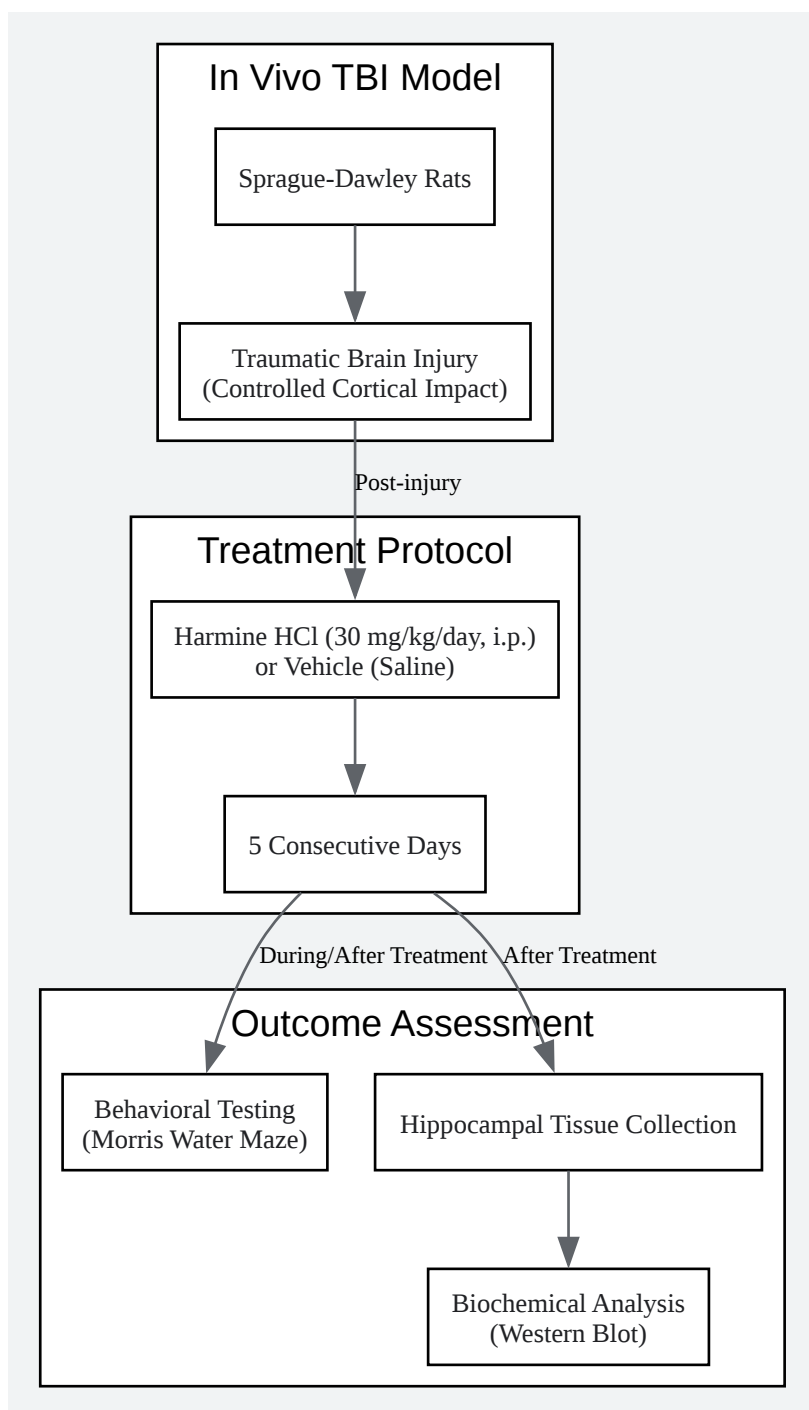 In Vivo TBI Model
Sprague-Dawley Rats
Traumatic Brain Injury
(Controlled Cortical Impact)
Post-injury
Treatment Protocol
Harmine HCl (30 mg/kg/day, i.p.)
or Vehicle (Saline)
5 Consecutive Days
During/After Treatment
After Treatment
Outcome Assessment
Behavioral Testing
(Morris Water Maze)
Hippocampal Tissue Collection
Biochemical Analysis
(Western Blot)